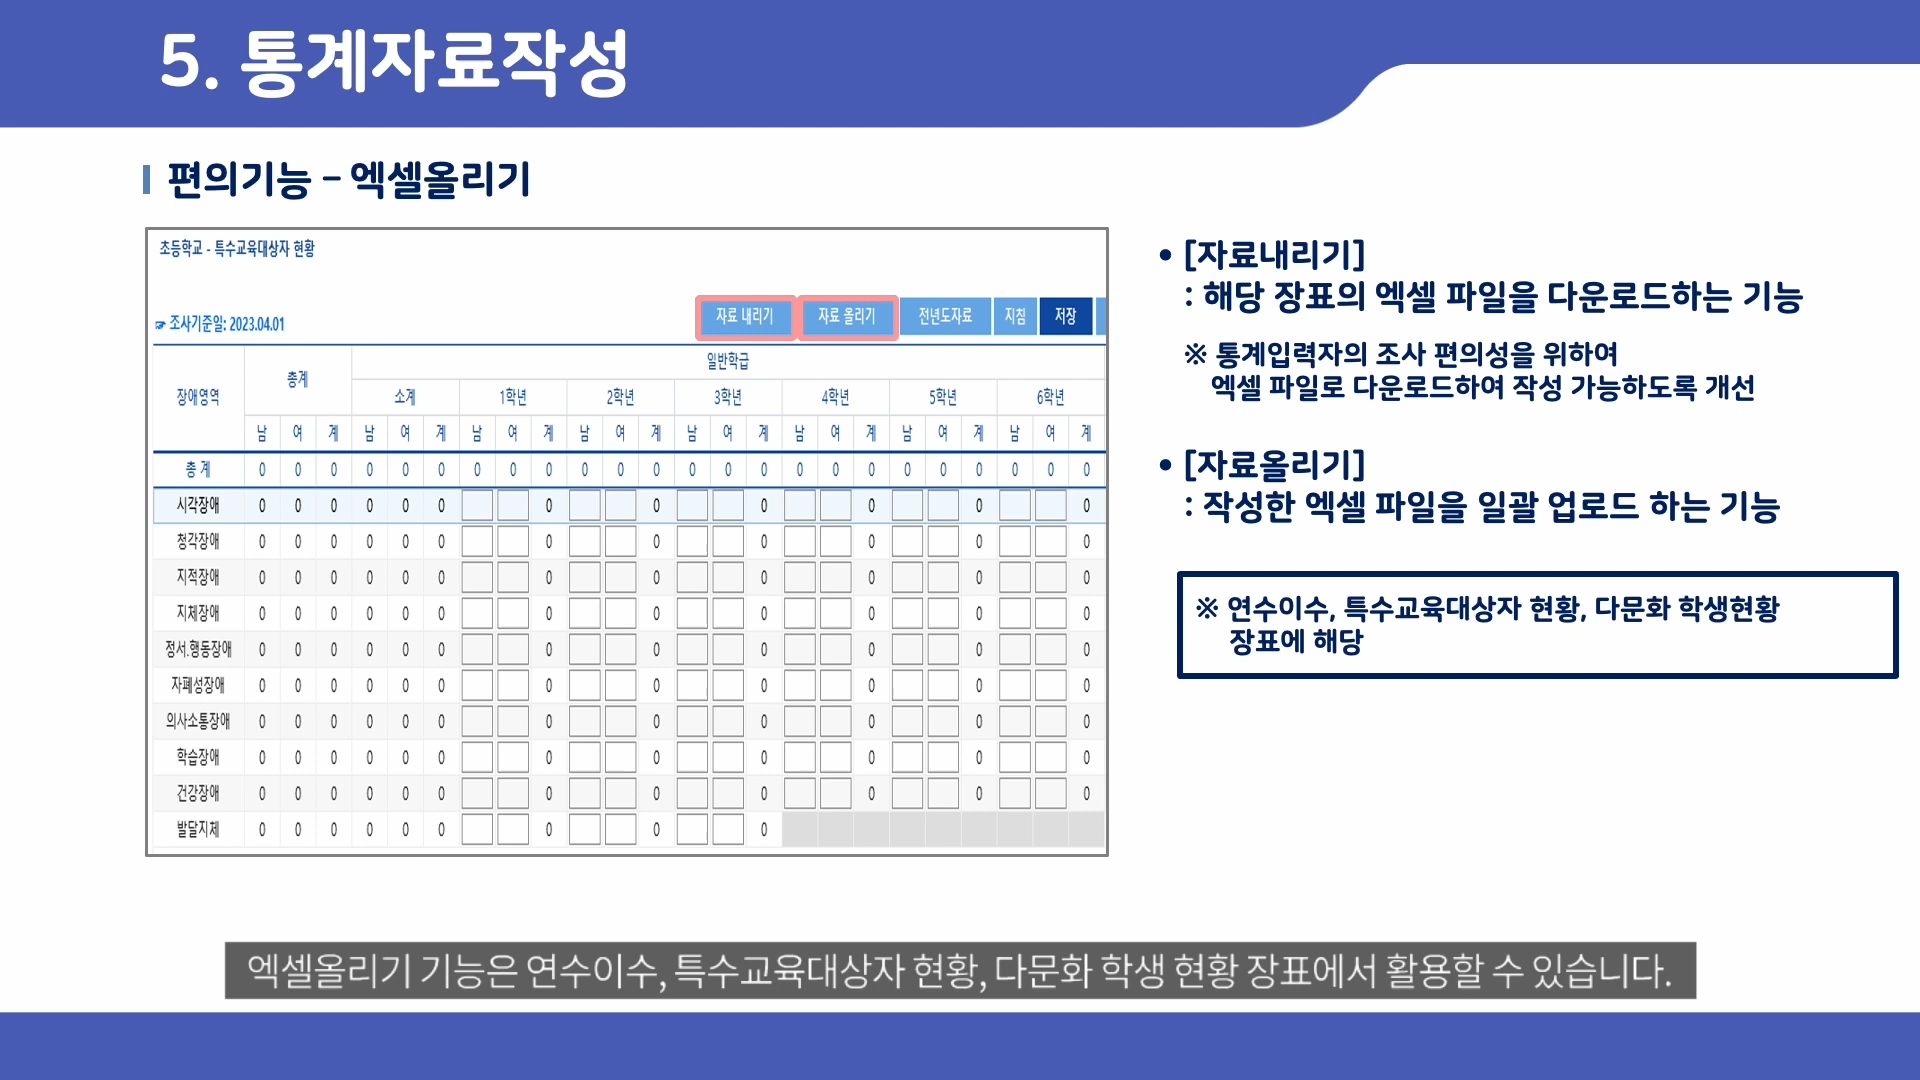 5. 통계자료작성
편의기능 – 엑셀올리기
초등학교 - 특수교육대상자 현황
☞ 조사기준일: 2023.04.01
자료 내리기 자료 올리기 전년도자료 지침 저장
장애영역 총계 일반학급
소계 1학년 2학년 3학년 4학년 5학년 6학년
남 여 계 남 여 계 남 여 계 남 여 계 남 여 계 남 여 계 남 여 계 남 여 계
총 계 0 0 0 0 0 0 0 0 0 0 0 0 0 0 0 0 0 0 0 0 0 0 0 0
시각장애 0 0 0 0 0 0 0 0 0 0 0 0
청각장애 0 0 0 0 0 0 0 0 0 0 0 0
지적장애 0 0 0 0 0 0 0 0 0 0 0 0
지체장애 0 0 0 0 0 0 0 0 0 0 0 0
정서.행동장애 0 0 0 0 0 0 0 0 0 0 0 0
자폐성장애 0 0 0 0 0 0 0 0 0 0 0 0
의사소통장애 0 0 0 0 0 0 0 0 0 0 0 0
학습장애 0 0 0 0 0 0 0 0 0 0 0 0
건강장애 0 0 0 0 0 0 0 0 0 0 0 0
발달지체 0 0 0 0 0 0 0 0 0
• [자료내리기]
: 해당 장표의 엑셀 파일을 다운로드하는 기능
※ 통계입력자의 조사 편의성을 위하여
엑셀 파일로 다운로드하여 작성 가능하도록 개선
• [자료올리기]
: 작성한 엑셀 파일을 일괄 업로드 하는 기능
※ 연수이수, 특수교육대상자 현황, 다문화 학생현황
장표에 해당
엑셀올리기 기능은 연수이수, 특수교육대상자 현황, 다문화 학생 현황 장표에서 활용할 수 있습니다.